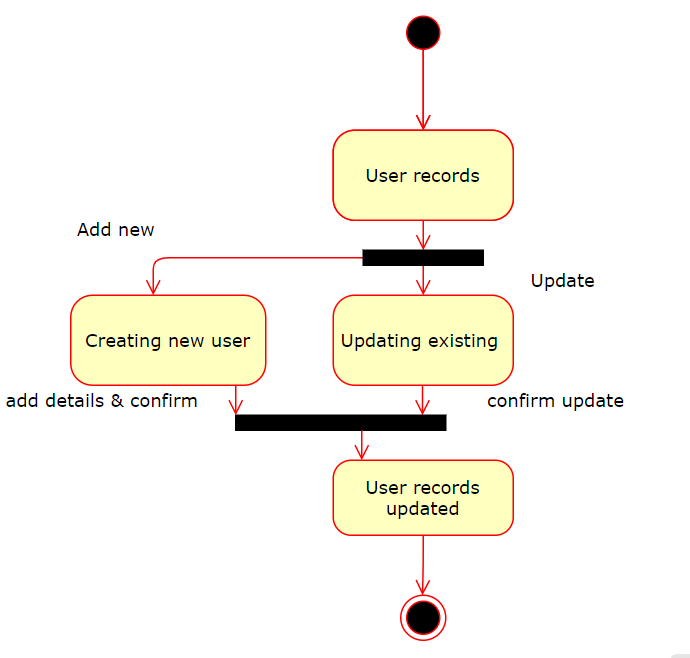 User records
Add new
Update
Creating new user
Updating existing
add details & confirm
confirm update
User records
updated